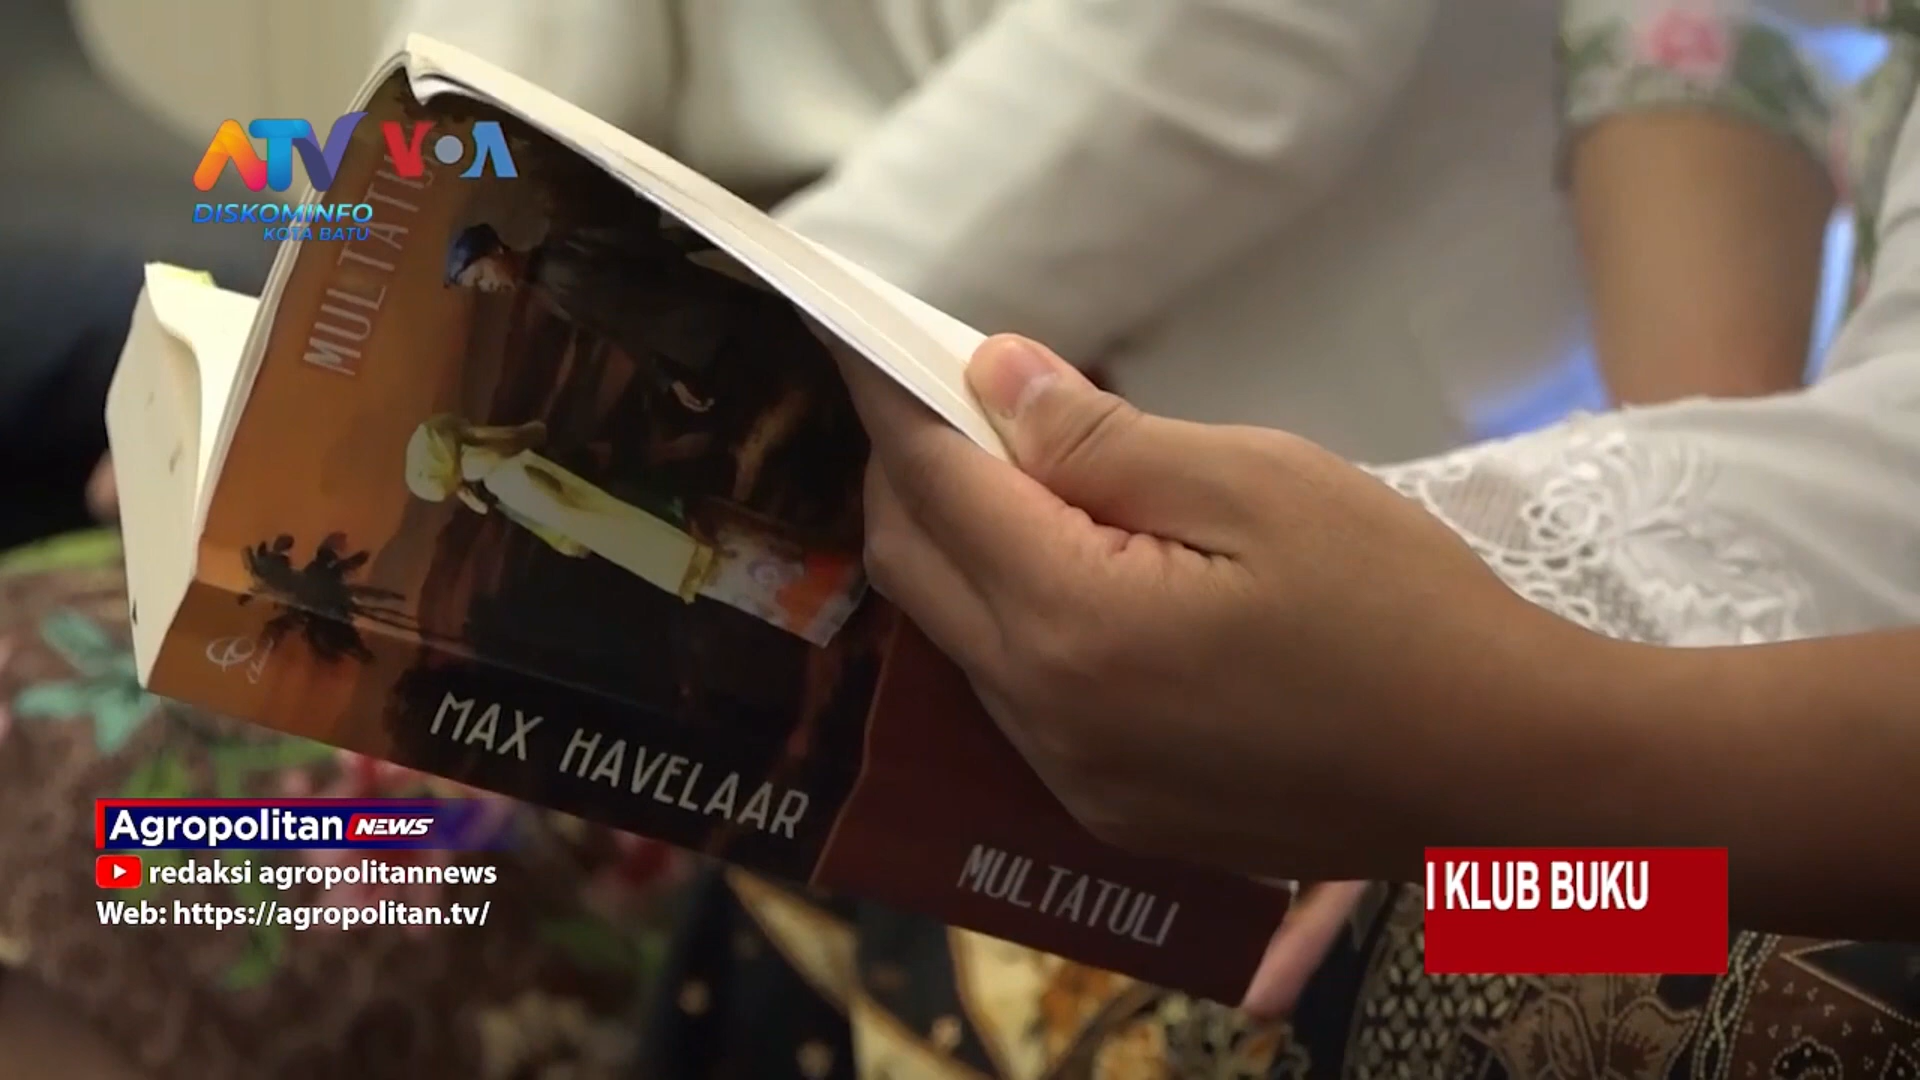 ATV VOA
DISKOMINFO
KOTA BATU
MULTATULI
MAX HAVELAAR
MULTATULI
Agropolitan NEWS
redaksi agropolitannews
Web: https://agropolitan.tv/
I KLUB BUKU